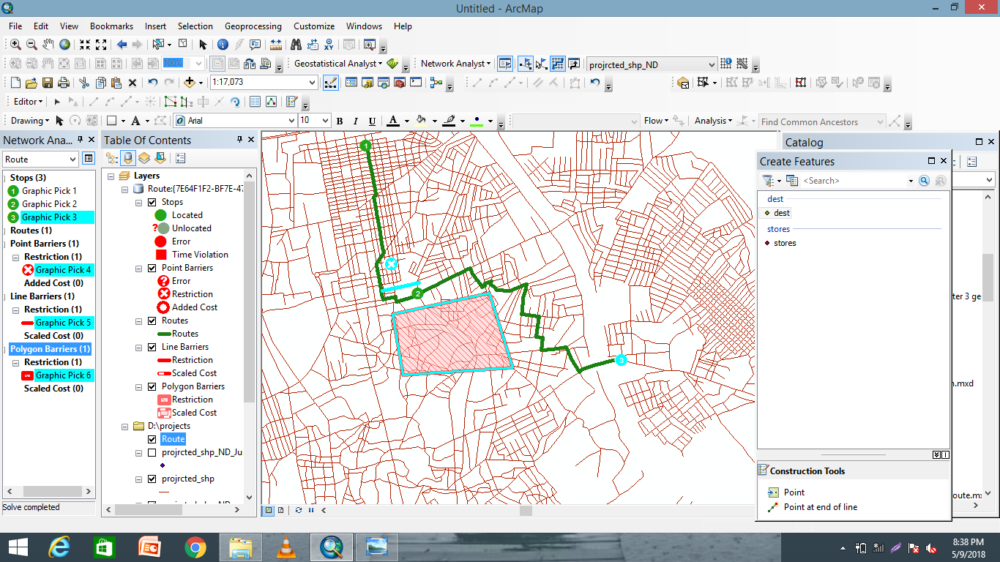 Untitled - ArcMap
File Edit View Bookmarks Insert Selection Geoprocessing Customize Windows Help
100% Geostatistical Analyst Network Analyst projrcted_shp_ND
1:17,073
Editor
Drawing A Arial 10 B I U A Flow Analysis Find Common Ancestors
Network Ana...
Route
Stops (3)
1 Graphic Pick 1
2 Graphic Pick 2
3 Graphic Pick 3
Routes (1)
Point Barriers (1)
Restriction (1)
Graphic Pick 4
Added Cost (0)
Line Barriers (1)
Restriction (1)
Graphic Pick 5
Scaled Cost (0)
Polygon Barriers (1)
Restriction (1)
Graphic Pick 6
Scaled Cost (0)
Solve completed
Table Of Contents
Layers
Route:{7E64F1F2-BF7E-47
Stops
Located
? Unlocated
Error
Time Violation
Point Barriers
? Error
Restriction
Added Cost
Routes
Routes
Line Barriers
Restriction
Scaled Cost
Polygon Barriers
Restriction
Scaled Cost
D:\projects
Route
projrcted_shp_ND_Ju
projrcted_shp
1
2
3
Catalog
Create Features
<Search>
dest
dest
stores
stores
Construction Tools
Point
Point at end of line
ter 3 ge
n.mxd
oute.mx
8:38 PM
5/9/2018